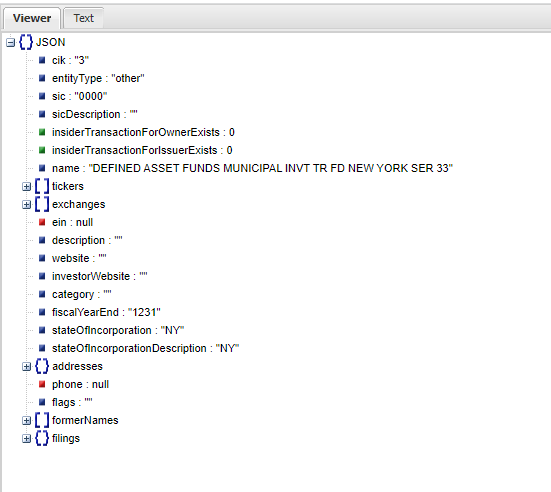 Viewer Text
JSON
cik : "3"
entityType : "other"
sic : "0000"
sicDescription : ""
insiderTransactionForOwnerExists : 0
insiderTransactionForIssuerExists : 0
name : "DEFINED ASSET FUNDS MUNICIPAL INVT TR FD NEW YORK SER 33"
tickers
exchanges
ein : null
description : ""
website : ""
investorWebsite : ""
category : ""
fiscalYearEnd : "1231"
stateOfIncorporation : "NY"
stateOfIncorporationDescription : "NY"
addresses
phone : null
flags : ""
formerNames
filings